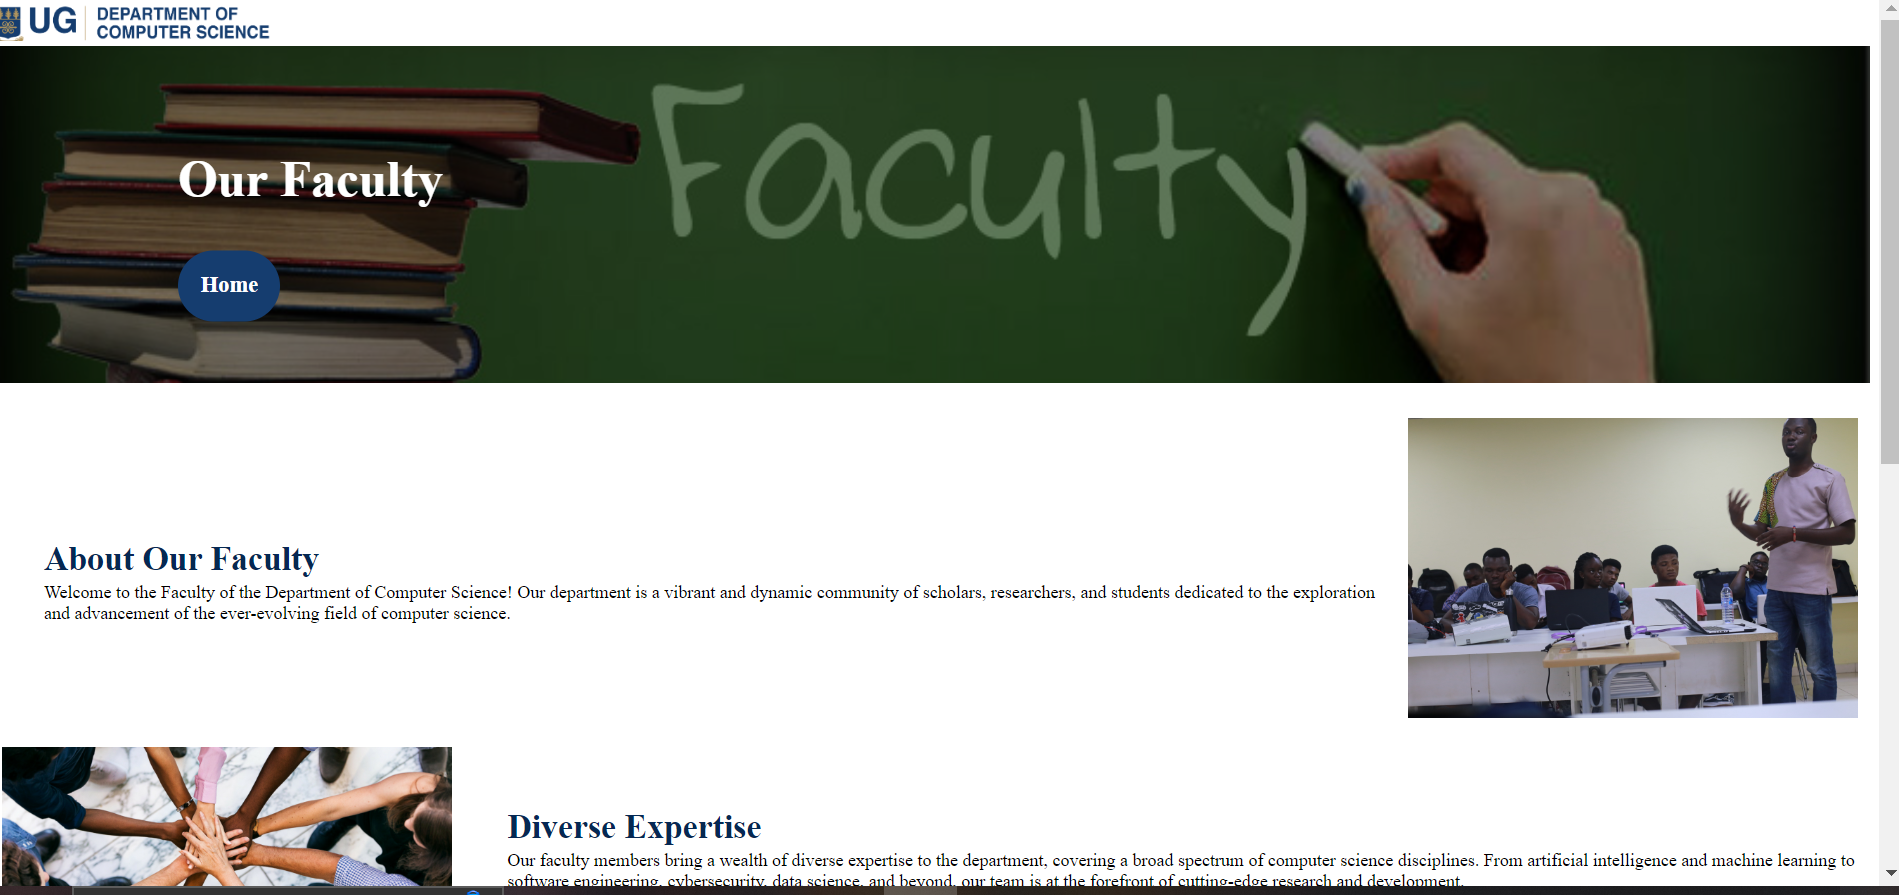 UG
DEPARTMENT OF
COMPUTER SCIENCE
Faculty
Our Faculty
Home
About Our Faculty
Welcome to the Faculty of the Department of Computer Science! Our department is a vibrant and dynamic community of scholars, researchers, and students dedicated to the exploration
and advancement of the ever-evolving field of computer science.
Diverse Expertise
Our faculty members bring a wealth of diverse expertise to the department, covering a broad spectrum of computer science disciplines. From artificial intelligence and machine learning to
software engineering, cybersecurity, data science, and beyond, our team is at the forefront of cutting-edge research and development.